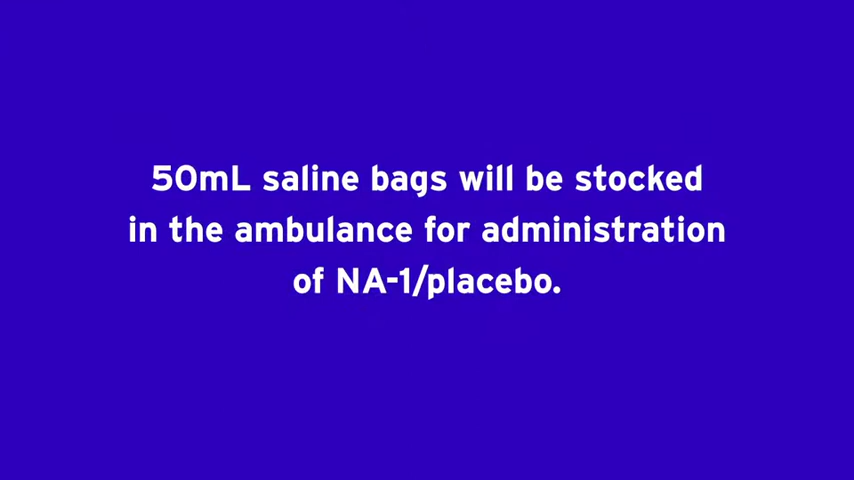 50mL saline bags will be stocked
in the ambulance for administration
of NA-1/placebo.